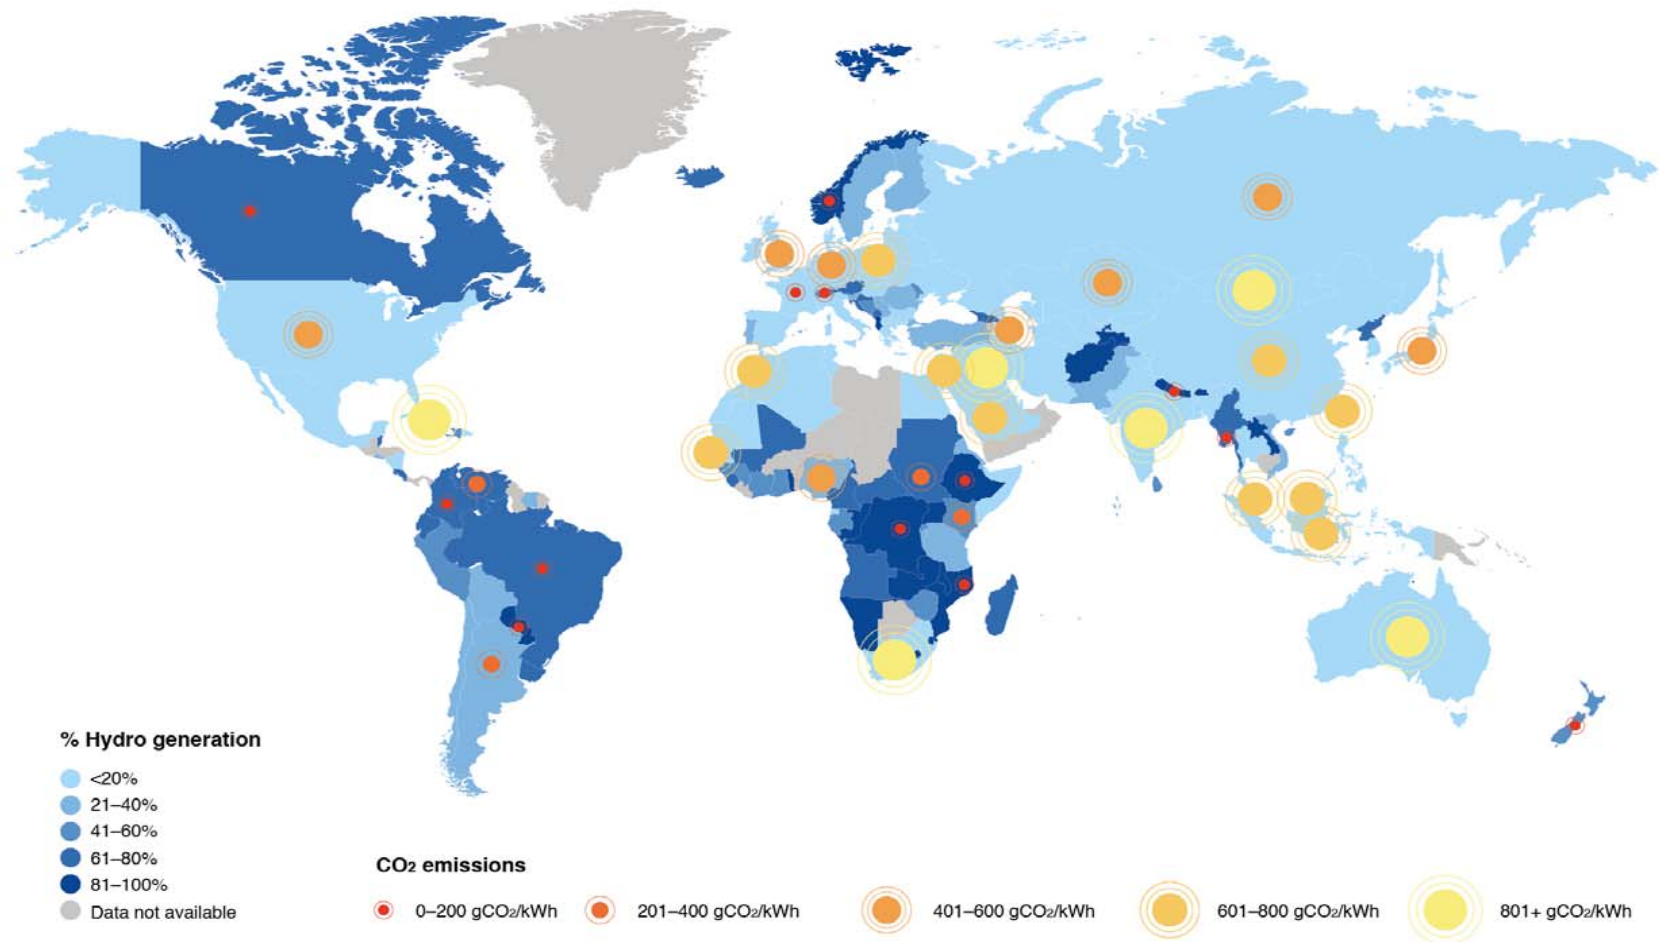 % Hydro generation
<20%
21–40%
41–60%
61–80%
81–100%
Data not available
CO₂ emissions
0–200 gCO₂/kWh
201–400 gCO₂/kWh
401–600 gCO₂/kWh
601–800 gCO₂/kWh
801+ gCO₂/kWh